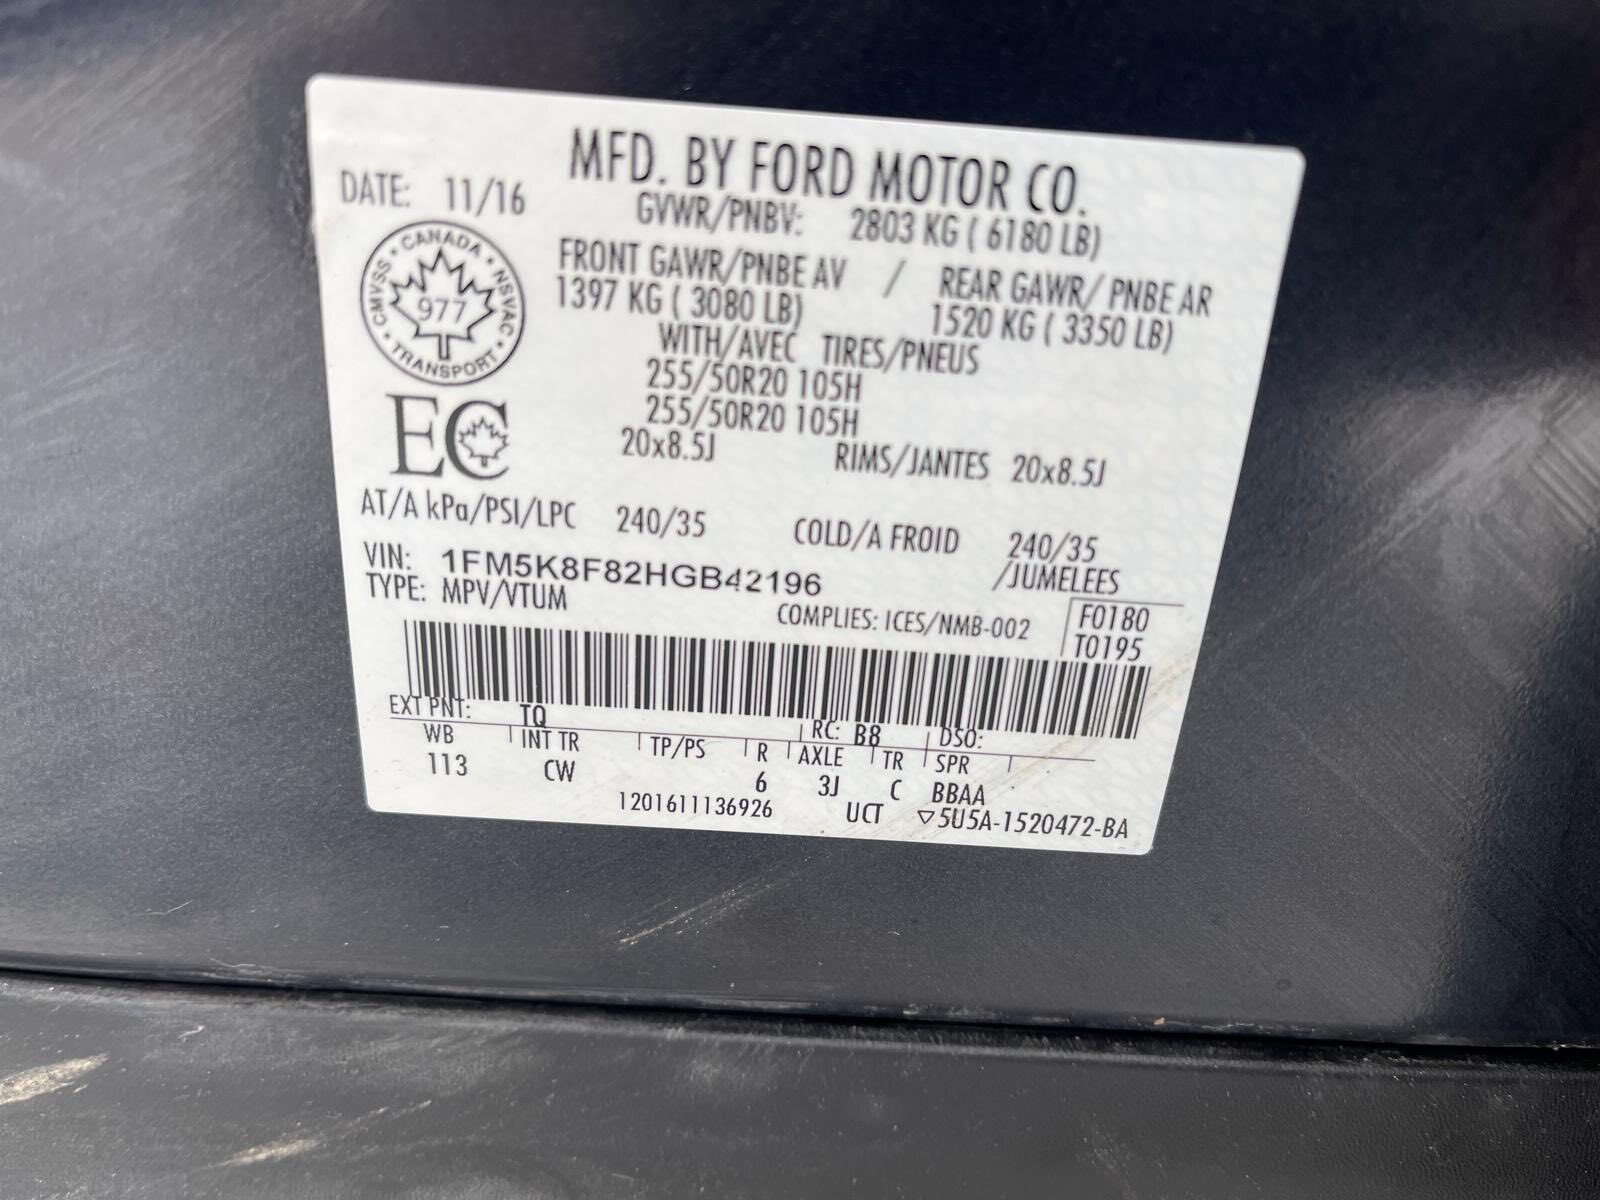 MFD. BY FORD MOTOR CO.
DATE: 11/16
GVWR/PNBV: 2803 KG ( 6180 LB)
FRONT GAWR/PNBE AV / REAR GAWR/ PNBE AR
1397 KG ( 3080 LB) 1520 KG ( 3350 LB)
WITH/AVEC TIRES/PNEUS
255/50R20 105H
255/50R20 105H
20x8.5J RIMS/JANTES 20x8.5J
CANADA
CMVSS • NSVAC
977
TRANSPORT
EC
AT/A kPa/PSI/LPC 240/35 COLD/A FROID 240/35
VIN: 1FM5K8F82HGB42196 /JUMELEES
TYPE: MPV/VTUM
COMPLIES: ICES/NMB-002 F0180
T0195
EXT PNT: TQ RC: B8 DSO:
WB INT TR TP/PS R AXLE TR SPR
113 CW 6 3J C BBAA
1201611136926 UCT ▽5U5A-1520472-BA